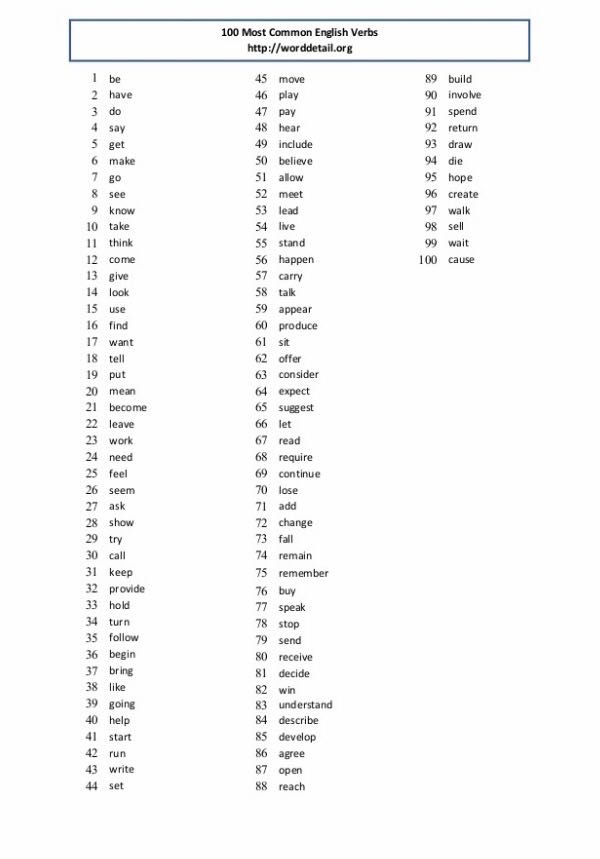 100 Most Common English Verbs
http://worddetail.org
1 be
2 have
3 do
4 say
5 get
6 make
7 go
8 see
9 know
10 take
11 think
12 come
13 give
14 look
15 use
16 find
17 want
18 tell
19 put
20 mean
21 become
22 leave
23 work
24 need
25 feel
26 seem
27 ask
28 show
29 try
30 call
31 keep
32 provide
33 hold
34 turn
35 follow
36 begin
37 bring
38 like
39 going
40 help
41 start
42 run
43 write
44 set
45 move
46 play
47 pay
48 hear
49 include
50 believe
51 allow
52 meet
53 lead
54 live
55 stand
56 happen
57 carry
58 talk
59 appear
60 produce
61 sit
62 offer
63 consider
64 expect
65 suggest
66 let
67 read
68 require
69 continue
70 lose
71 add
72 change
73 fall
74 remain
75 remember
76 buy
77 speak
78 stop
79 send
80 receive
81 decide
82 win
83 understand
84 describe
85 develop
86 agree
87 open
88 reach
89 build
90 involve
91 spend
92 return
93 draw
94 die
95 hope
96 create
97 walk
98 sell
99 wait
100 cause